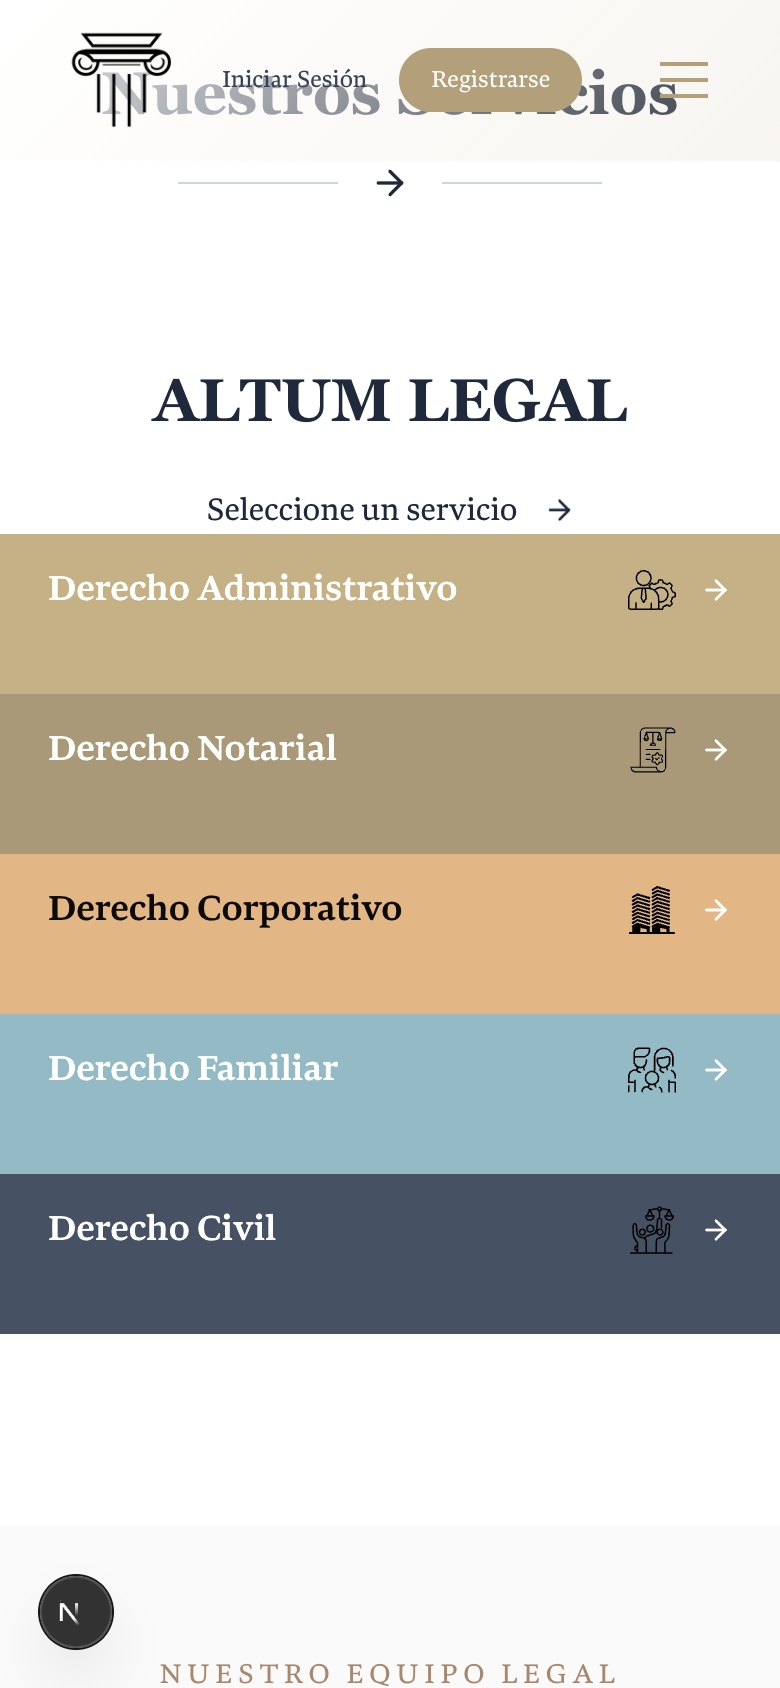 Iniciar Sesión
Registrarse
Nuestros Servicios
ALTUM LEGAL
Seleccione un servicio
Derecho Administrativo
Derecho Notarial
Derecho Corporativo
Derecho Familiar
Derecho Civil
N
NUESTRO EQUIPO LEGAL